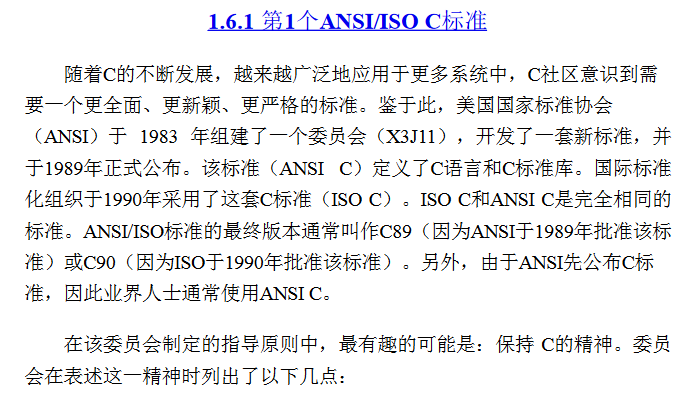 1.6.1 第1个ANSI/ISO C标准
随着C的不断发展，越来越广泛地应用于更多系统中，C社区意识到需
要一个更全面、更新颖、更严格的标准。鉴于此，美国国家标准协会
（ANSI）于 1983 年组建了一个委员会（X3J11），开发了一套新标准，并
于1989年正式公布。该标准（ANSI C）定义了C语言和C标准库。国际标准
化组织于1990年采用了这套C标准（ISO C）。ISO C和ANSI C是完全相同的
标准。ANSI/ISO标准的最终版本通常叫作C89（因为ANSI于1989年批准该标
准）或C90（因为ISO于1990年批准该标准）。另外，由于ANSI先公布C标
准，因此业界人士通常使用ANSI C。
在该委员会制定的指导原则中，最有趣的可能是：保持 C的精神。委员
会在表述这一精神时列出了以下几点：